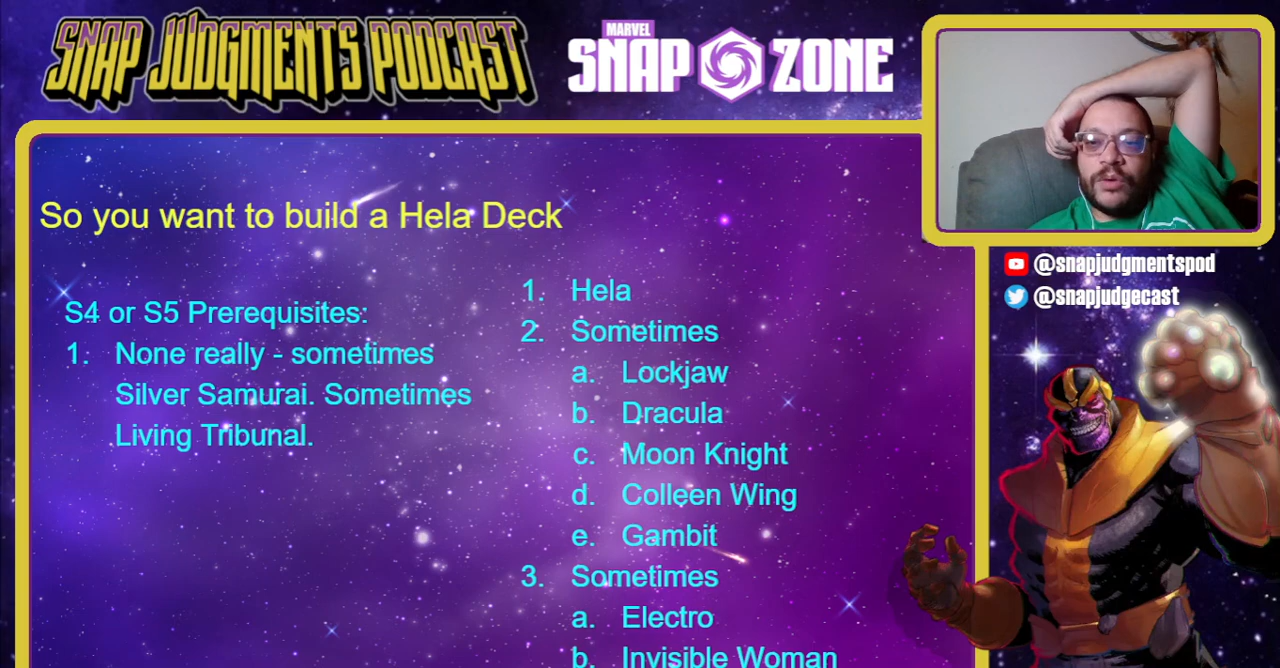 SNAP JUDGMENTS PODCAST
MARVEL
SNAP ZONE
So you want to build a Hela Deck
S4 or S5 Prerequisites:
1. None really - sometimes
Silver Samurai. Sometimes
Living Tribunal.
1. Hela
2. Sometimes
a. Lockjaw
b. Dracula
c. Moon Knight
d. Colleen Wing
e. Gambit
3. Sometimes
a. Electro
b. Invisible Woman
@snapjudgmentspod
@snapjudgecast